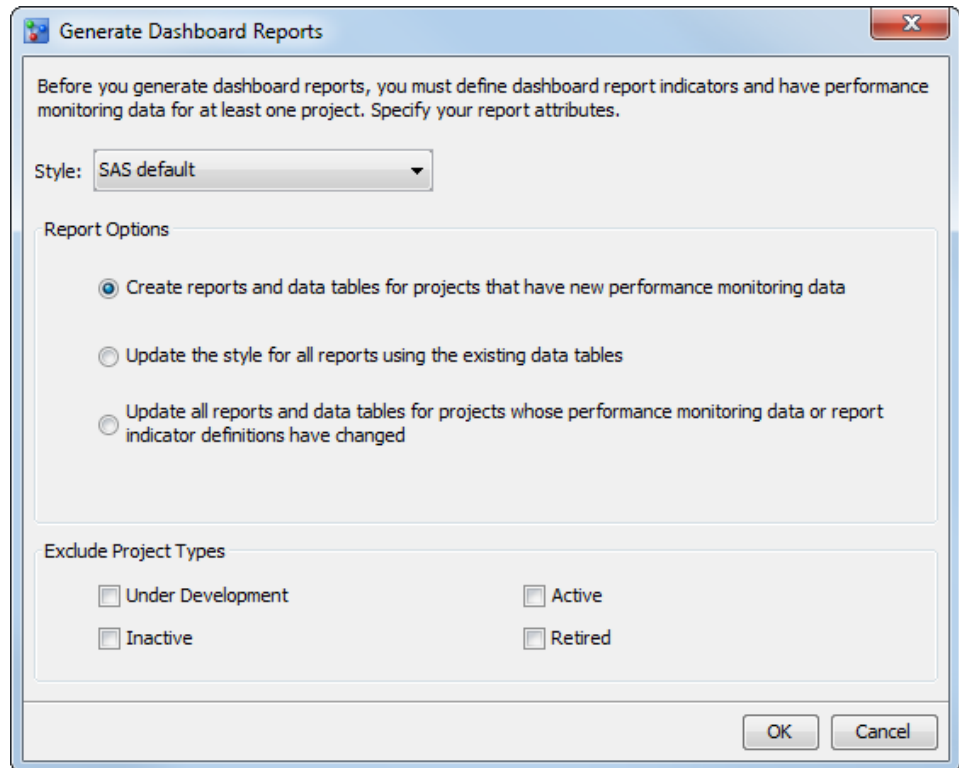 Generate Dashboard Reports
Before you generate dashboard reports, you must define dashboard report indicators and have performance
monitoring data for at least one project. Specify your report attributes.
Style: SAS default
Report Options
Create reports and data tables for projects that have new performance monitoring data
Update the style for all reports using the existing data tables
Update all reports and data tables for projects whose performance monitoring data or report
indicator definitions have changed
Exclude Project Types
Under Development Active
Inactive Retired
OK Cancel